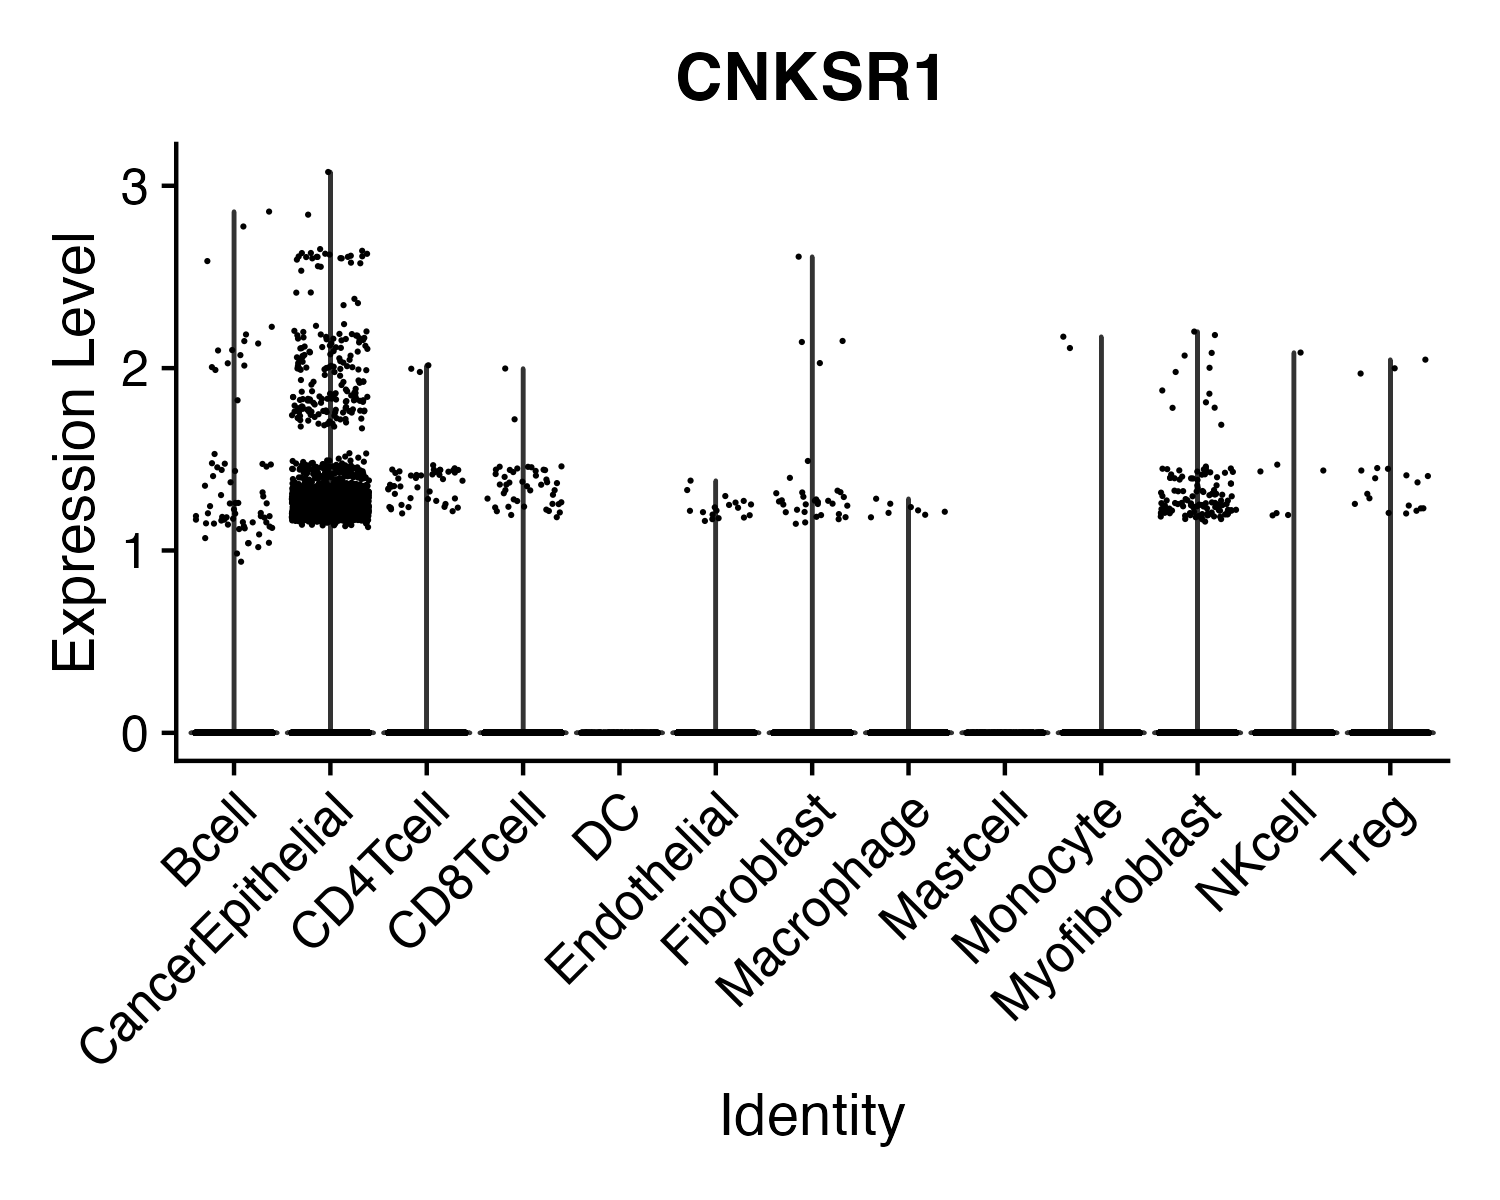 CNKSR1
Expression Level
3
2
1
0
Bcell
CancerEpithelial
CD4Tcell
CD8Tcell
DC
Endothelial
Fibroblast
Macrophage
Mastcell
Monocyte
Myofibroblast
NKcell
Treg
Identity